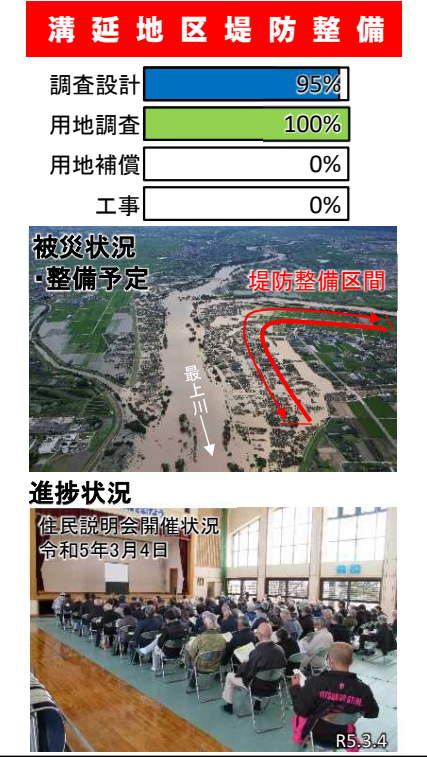 溝延地区堤防整備
調査設計 95%
用地調査 100%
用地補償 0%
工事 0%
被災状況
・整備予定
堤防整備区間
最上川
進捗状況
住民説明会開催状況
令和5年3月4日
R5.3.4